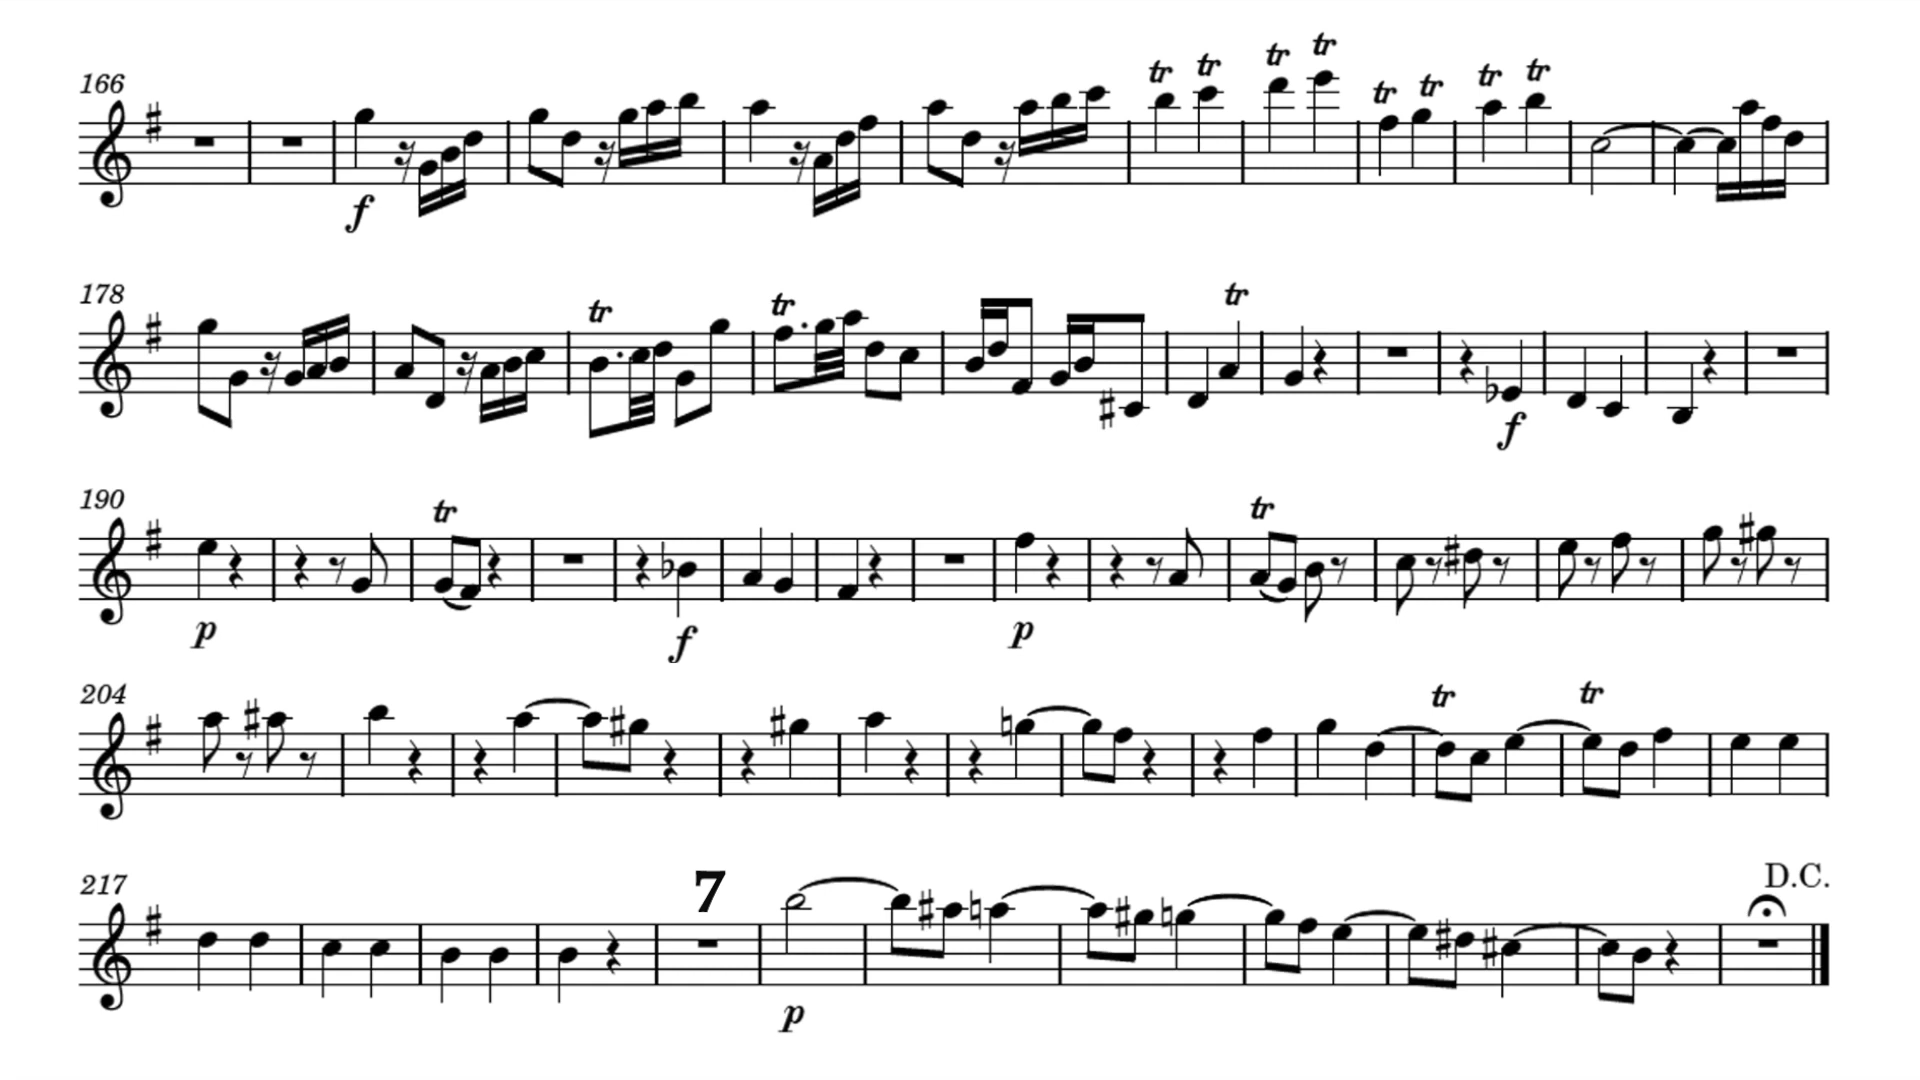 tr tr tr tr tr tr tr tr
166
f
178 tr tr tr
f
190 tr tr
p f p
204 tr tr
217 7 D.C.
p